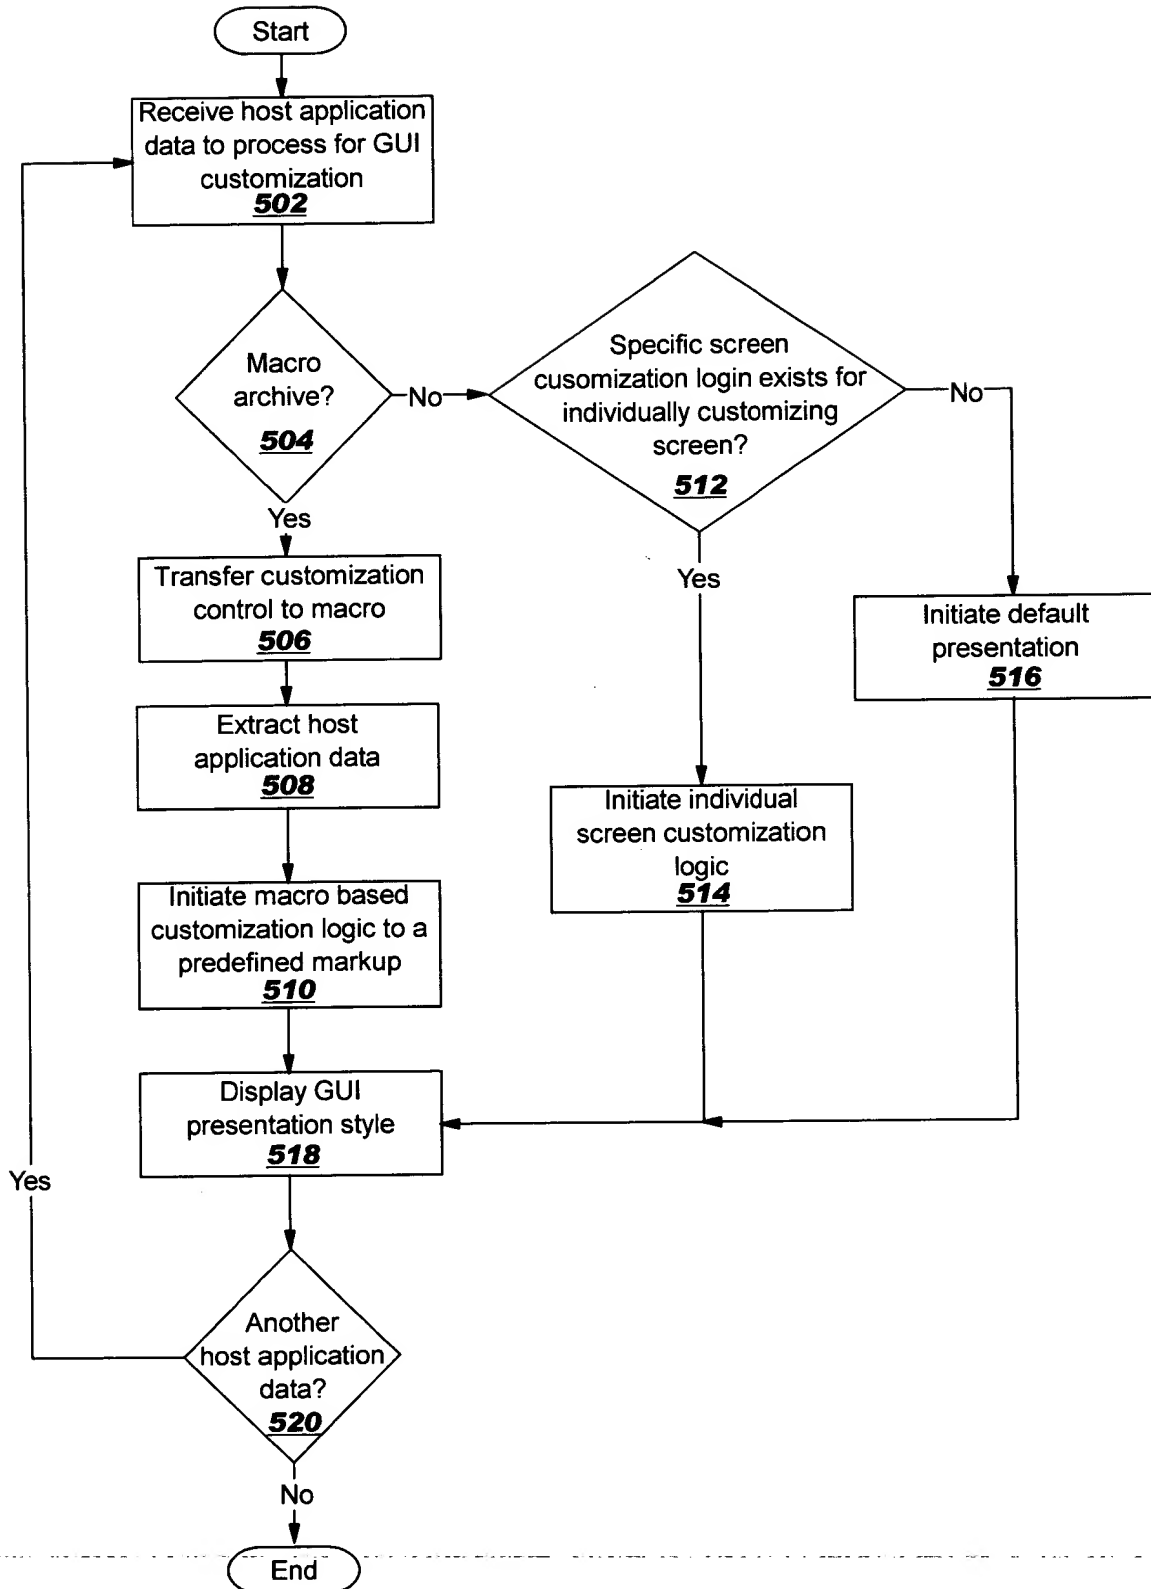 Start
Receive host application
data to process for GUI
customization
502
Macro
archive?
504
No
Specific screen
cusomization login exists for
individually customizing
screen?
512
No
Yes
Yes
Transfer customization
control to macro
506
Initiate default
presentation
516
Extract host
application data
508
Initiate individual
screen customization
logic
514
Initiate macro based
customization logic to a
predefined markup
510
Display GUI
presentation style
518
Yes
Another
host application
data?
520
No
End